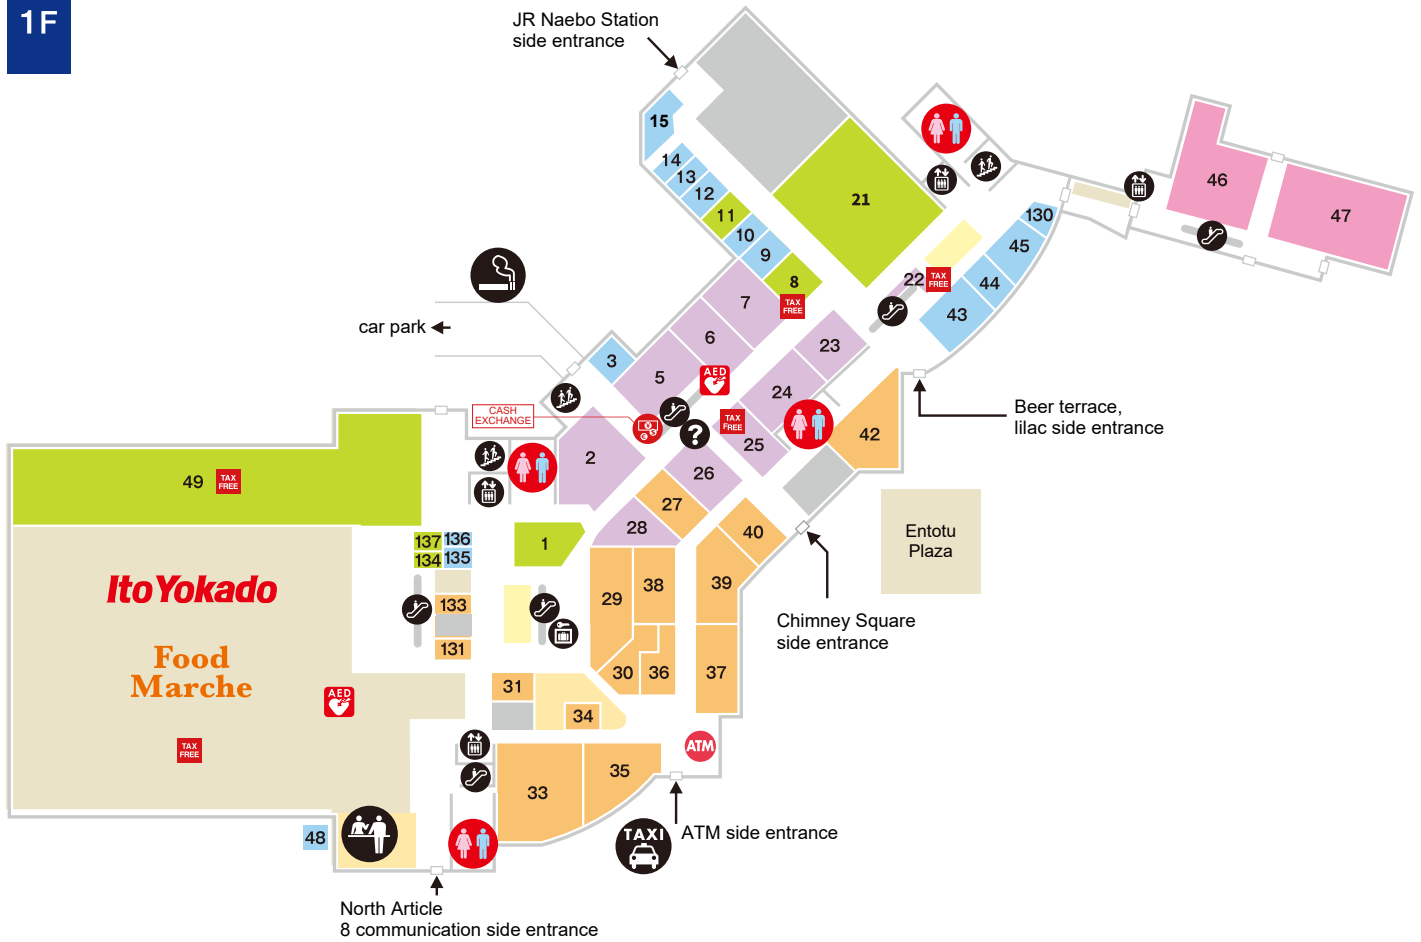 1F
JR Naebo Station
side entrance
15
14
13
12
11
10
9
8
TAX
FREE
21
130
45
44
43
22
TAX
FREE
46
47
car park
7
6
5
3
AED
23
24
25
TAX
FREE
CASH
EXCHANGE
?
2
26
27
28
42
Beer terrace,
lilac side entrance
Entotu
Plaza
49
TAX
FREE
137
136
134
135
133
131
1
29
38
30
36
40
39
37
Chimney Square
side entrance
ItoYokado
Food
Marche
AED
TAX
FREE
31
34
33
35
ATM
TAXI
ATM side entrance
48
North Article
8 communication side entrance